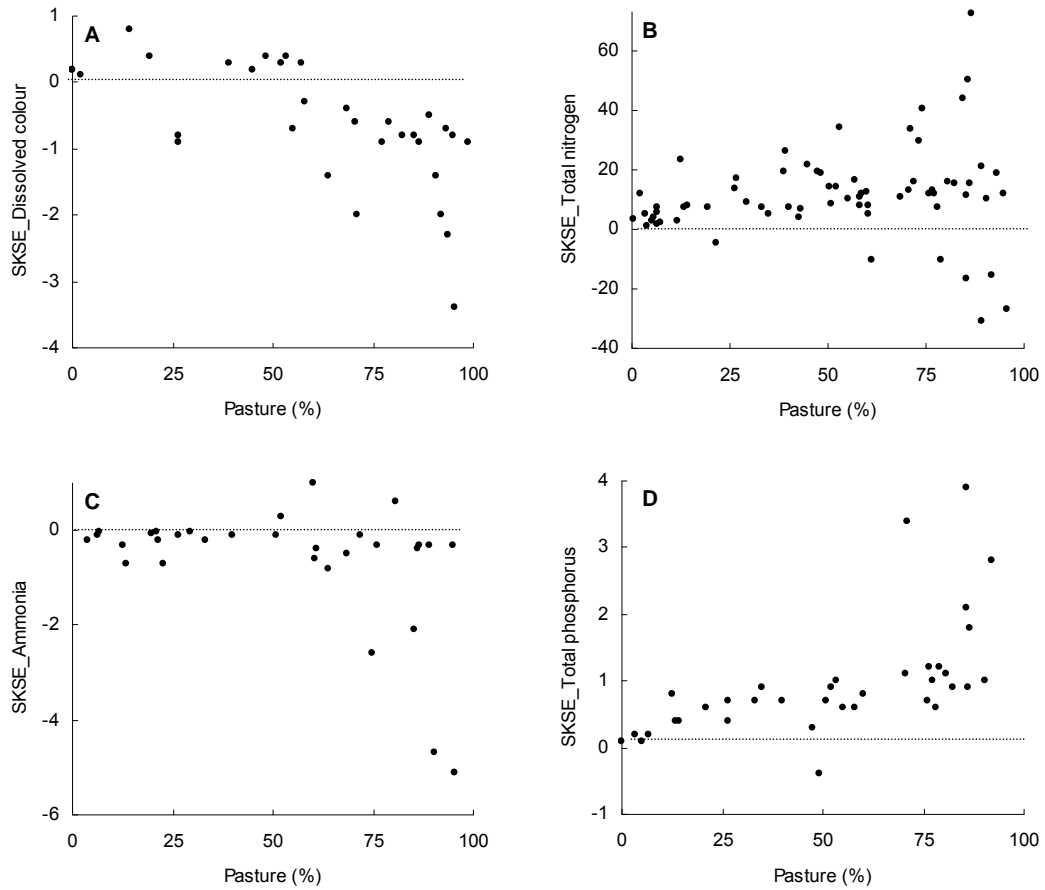 A
1
0
-1
-2
-3
-4
SKSE_Dissolved colour
0 25 50 75 100
Pasture (%)
B
60
40
20
0
-20
-40
SKSE_Total nitrogen
0 25 50 75 100
Pasture (%)
C
0
-2
-4
-6
SKSE_Ammonia
0 25 50 75 100
Pasture (%)
D
4
3
2
1
0
-1
SKSE_Total phosphorus
0 25 50 75 100
Pasture (%)